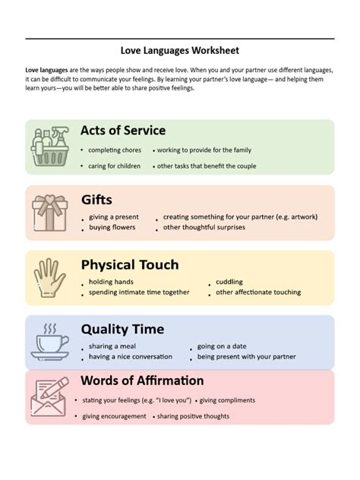 Love Languages Worksheet
Love languages are the ways people show and receive love. When you and your partner use different languages,
it can be difficult to communicate your feelings. By learning your partner's love language— and helping them
learn yours—you will be better able to share positive feelings.
Acts of Service
• completing chores • working to provide for the family
• caring for children • other tasks that benefit the couple
Gifts
• giving a present • creating something for your partner (e.g. artwork)
• buying flowers • other thoughtful surprises
Physical Touch
• holding hands • cuddling
• spending intimate time together • other affectionate touching
Quality Time
• sharing a meal • going on a date
• having a nice conversation • being present with your partner
Words of Affirmation
• stating your feelings (e.g. "I love you") • giving compliments
• giving encouragement • sharing positive thoughts